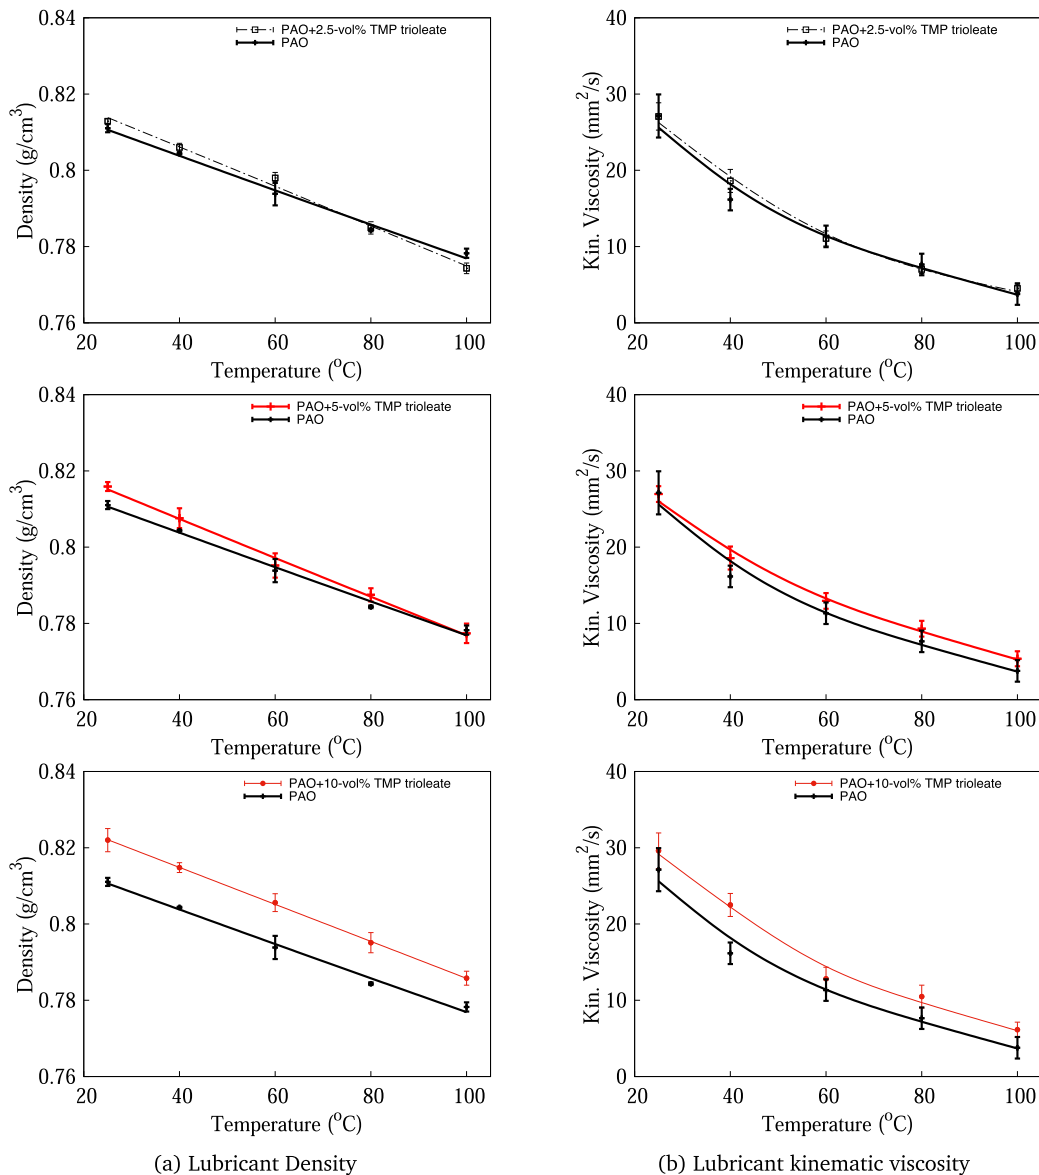 0.84
0.82
0.8
0.78
0.76
20 40 60 80 100
Density (g/cm3)
Temperature (oC)
PAO+2.5-vol% TMP trioleate
PAO
40
30
20
10
0
20 40 60 80 100
Kin. Viscosity (mm2/s)
Temperature (oC)
PAO+2.5-vol% TMP trioleate
PAO
0.84
0.82
0.8
0.78
0.76
20 40 60 80 100
Density (g/cm3)
Temperature (oC)
PAO+5-vol% TMP trioleate
PAO
40
30
20
10
0
20 40 60 80 100
Kin. Viscosity (mm2/s)
Temperature (oC)
PAO+5-vol% TMP trioleate
PAO
0.84
0.82
0.8
0.78
0.76
20 40 60 80 100
Density (g/cm3)
Temperature (oC)
PAO+10-vol% TMP trioleate
PAO
40
30
20
10
0
20 40 60 80 100
Kin. Viscosity (mm2/s)
Temperature (oC)
PAO+10-vol% TMP trioleate
PAO
(a) Lubricant Density
(b) Lubricant kinematic viscosity